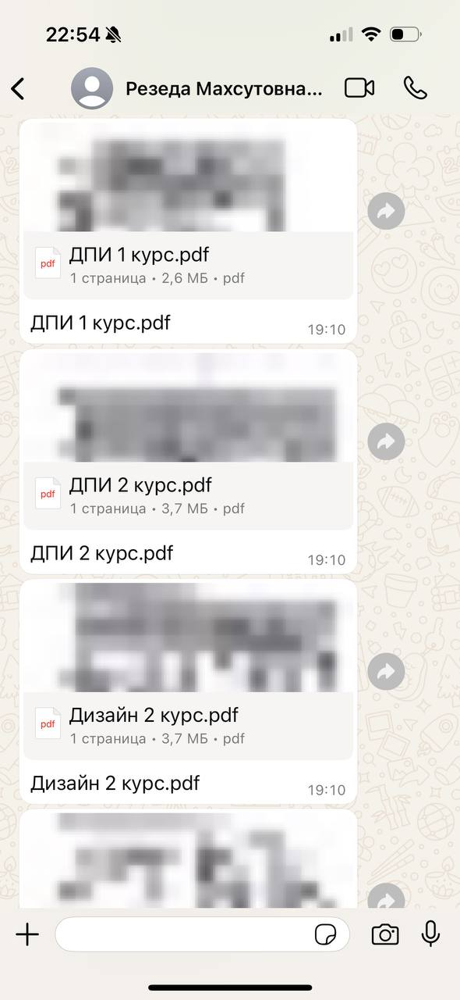 22:54
Резеда Махсутовна...
pdf
ДПИ 1 курс.pdf
1 страница • 2,6 МБ • pdf
ДПИ 1 курс.pdf
19:10
pdf
ДПИ 2 курс.pdf
1 страница • 3,7 МБ • pdf
ДПИ 2 курс.pdf
19:10
pdf
Дизайн 2 курс.pdf
1 страница • 3,7 МБ • pdf
Дизайн 2 курс.pdf
19:10